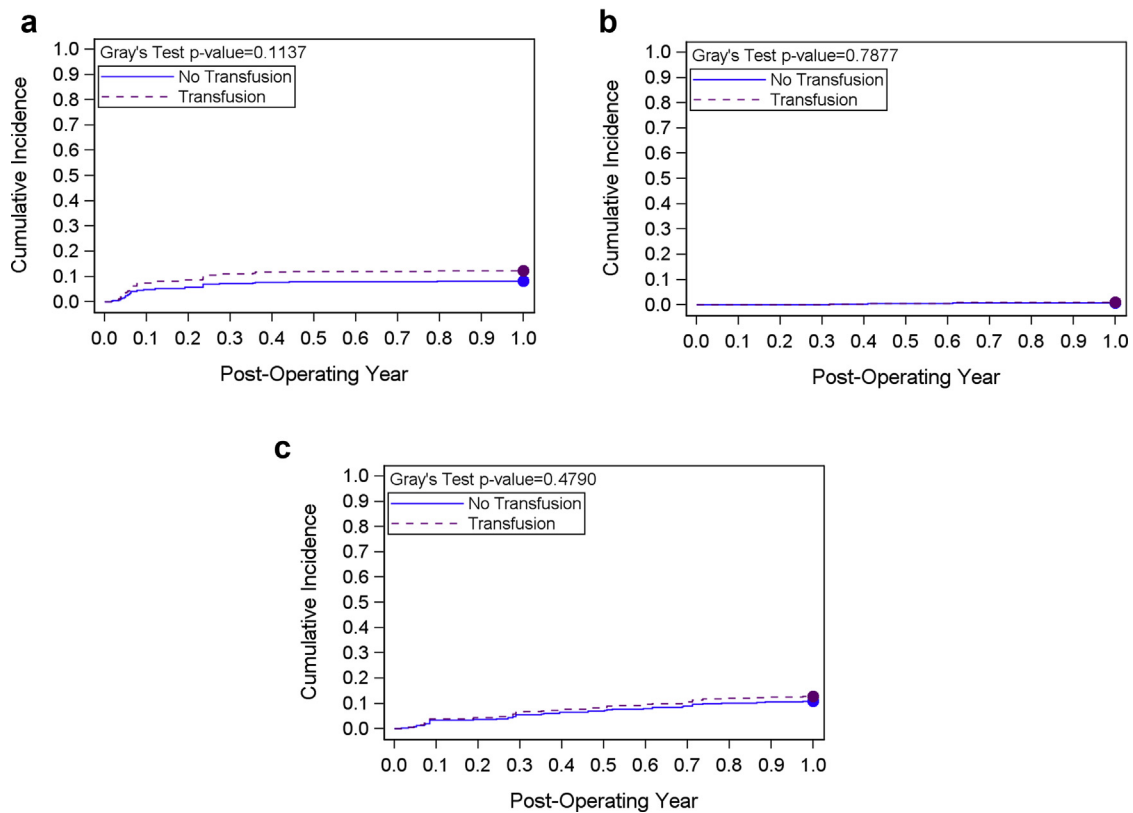 a
Gray's Test p-value=0.1137
No Transfusion
Transfusion
Cumulative Incidence
1.0
0.9
0.8
0.7
0.6
0.5
0.4
0.3
0.2
0.1
0.0
0.0 0.1 0.2 0.3 0.4 0.5 0.6 0.7 0.8 0.9 1.0
Post-Operating Year
b
Gray's Test p-value=0.7877
No Transfusion
Transfusion
Cumulative Incidence
1.0
0.9
0.8
0.7
0.6
0.5
0.4
0.3
0.2
0.1
0.0
0.0 0.1 0.2 0.3 0.4 0.5 0.6 0.7 0.8 0.9 1.0
Post-Operating Year
c
Gray's Test p-value=0.4790
No Transfusion
Transfusion
Cumulative Incidence
1.0
0.9
0.8
0.7
0.6
0.5
0.4
0.3
0.2
0.1
0.0
0.0 0.1 0.2 0.3 0.4 0.5 0.6 0.7 0.8 0.9 1.0
Post-Operating Year